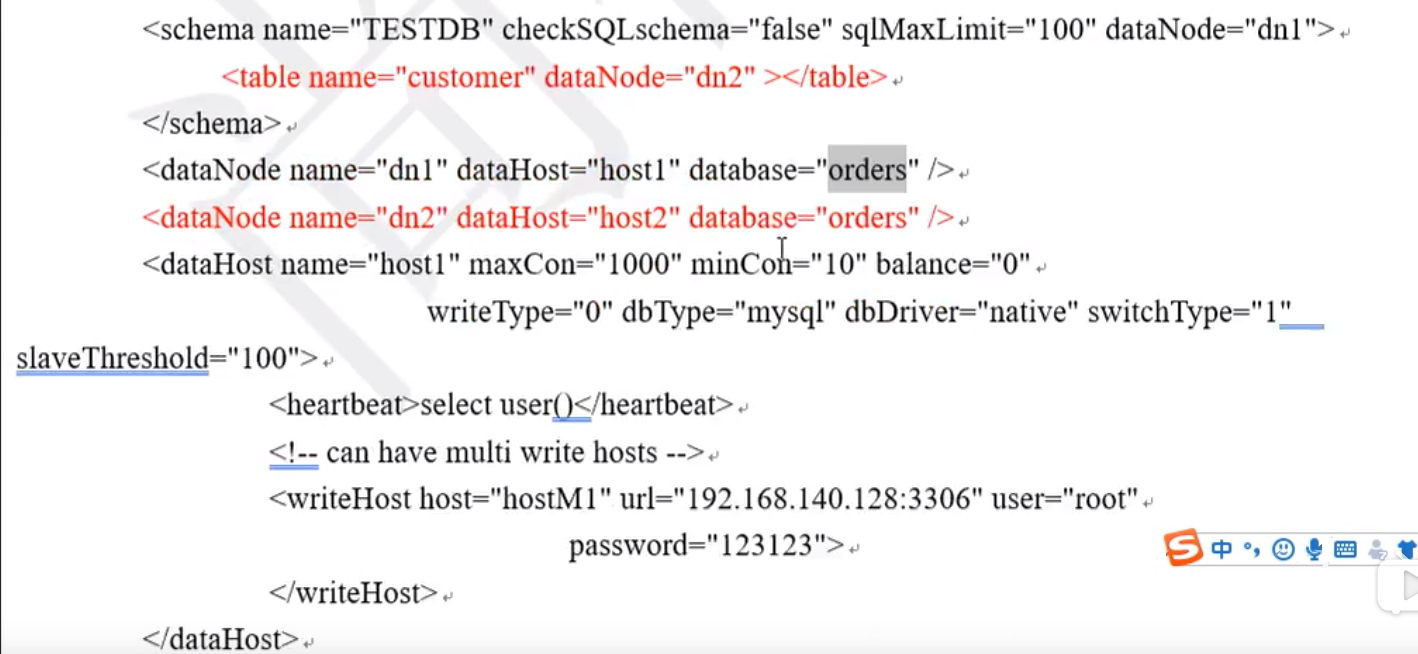 <schema name="TESTDB" checkSQLschema="false" sqlMaxLimit="100" dataNode="dn1">
<table name="customer" dataNode="dn2" ></table>
</schema>
<dataNode name="dn1" dataHost="host1" database="orders" />
<dataNode name="dn2" dataHost="host2" database="orders" />
<dataHost name="host1" maxCon="1000" minCon="10" balance="0"
writeType="0" dbType="mysql" dbDriver="native" switchType="1"
slaveThreshold="100">
<heartbeat>select user()</heartbeat>
<!-- can have multi write hosts -->
<writeHost host="hostM1" url="192.168.140.128:3306" user="root"
password="123123">
</writeHost>
</dataHost>
中